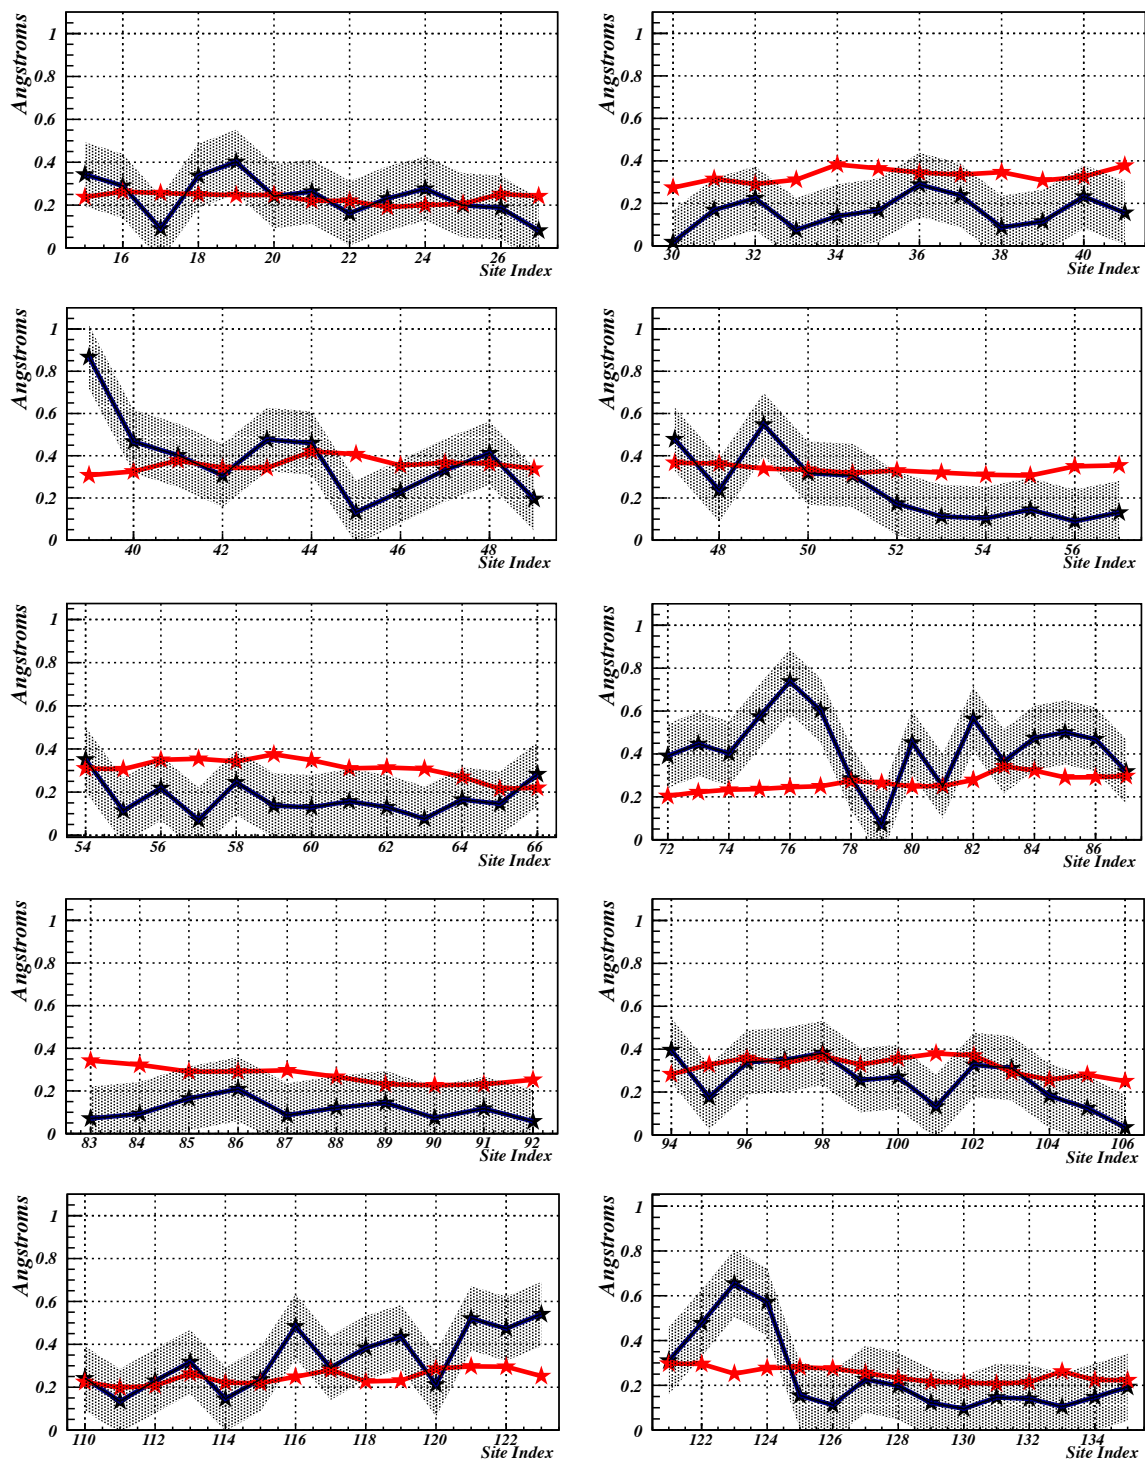 Angstroms
1
0.8
0.6
0.4
0.2
0
16 18 20 22 24 26
Site Index
Angstroms
1
0.8
0.6
0.4
0.2
0
30 32 34 36 38 40
Site Index
Angstroms
1
0.8
0.6
0.4
0.2
0
40 42 44 46 48
Site Index
Angstroms
1
0.8
0.6
0.4
0.2
0
48 50 52 54 56
Site Index
Angstroms
1
0.8
0.6
0.4
0.2
0
54 56 58 60 62 64 66
Site Index
Angstroms
1
0.8
0.6
0.4
0.2
0
72 74 76 78 80 82 84 86
Site Index
Angstroms
1
0.8
0.6
0.4
0.2
0
83 84 85 86 87 88 89 90 91 92
Site Index
Angstroms
1
0.8
0.6
0.4
0.2
0
94 96 98 100 102 104 106
Site Index
Angstroms
1
0.8
0.6
0.4
0.2
0
110 112 114 116 118 120 122
Site Index
Angstroms
1
0.8
0.6
0.4
0.2
0
122 124 126 128 130 132 134
Site Index